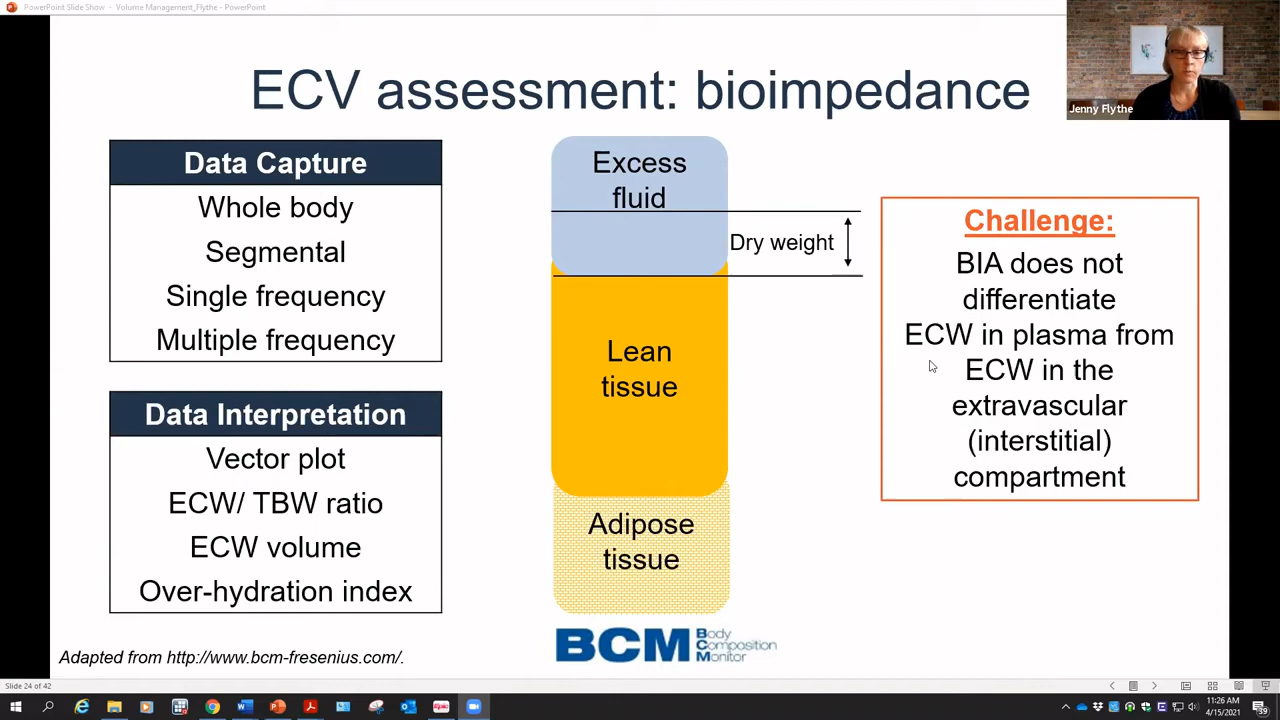 PowerPoint Slide Show - Volume Management_Flythe - PowerPoint
Jenny Flythe
ECV assessment: bioimpedance
Data Capture
Whole body
Segmental
Single frequency
Multiple frequency
Data Interpretation
Vector plot
ECW/ TBW ratio
ECW volume
Over-hydration index
Excess
fluid
Dry weight
Lean
tissue
Adipose
tissue
BCM Body
Composition
Monitor
Challenge:
BIA does not
differentiate
ECW in plasma from
ECW in the
extravascular
(interstitial)
compartment
Adapted from http://www.bcm-fresenius.com/.
Slide 24 of 42
11:26 AM
4/15/2021
39